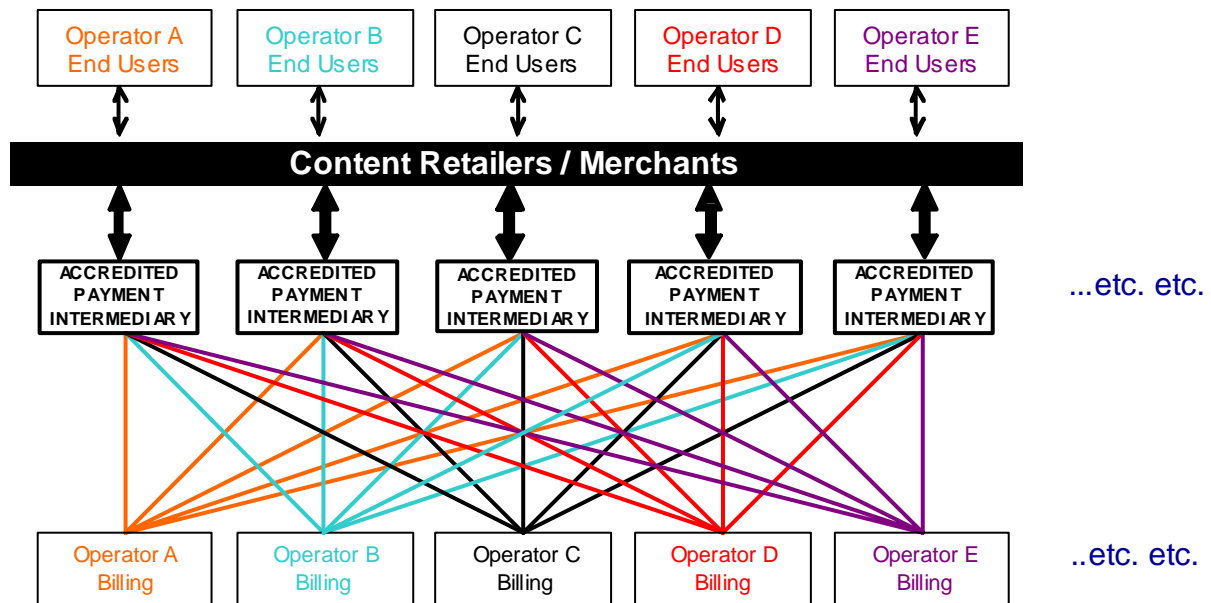 Operator A
End Users
Operator B
End Users
Operator C
End Users
Operator D
End Users
Operator E
End Users
Content Retailers / Merchants
ACCREDITED
PAYMENT
INTERMEDIARY
ACCREDITED
PAYMENT
INTERMEDIARY
ACCREDITED
PAYMENT
INTERMEDIARY
ACCREDITED
PAYMENT
INTERMEDIARY
ACCREDITED
PAYMENT
INTERMEDIARY
...etc. etc.
Operator A
Billing
Operator B
Billing
Operator C
Billing
Operator D
Billing
Operator E
Billing
..etc. etc.